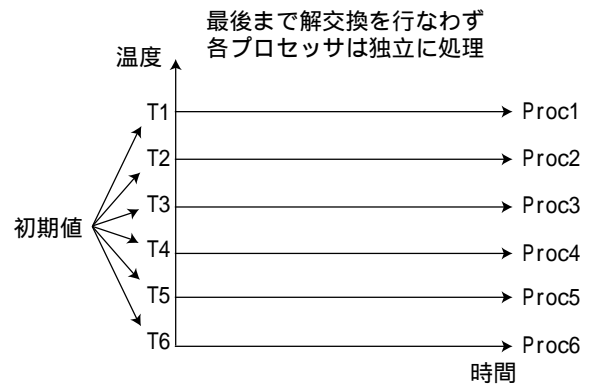 最後まで解交換を行なわず
各プロセッサは独立に処理
温度
T1
Proc1
T2
Proc2
T3
Proc3
初期値
T4
Proc4
T5
Proc5
T6
Proc6
時間